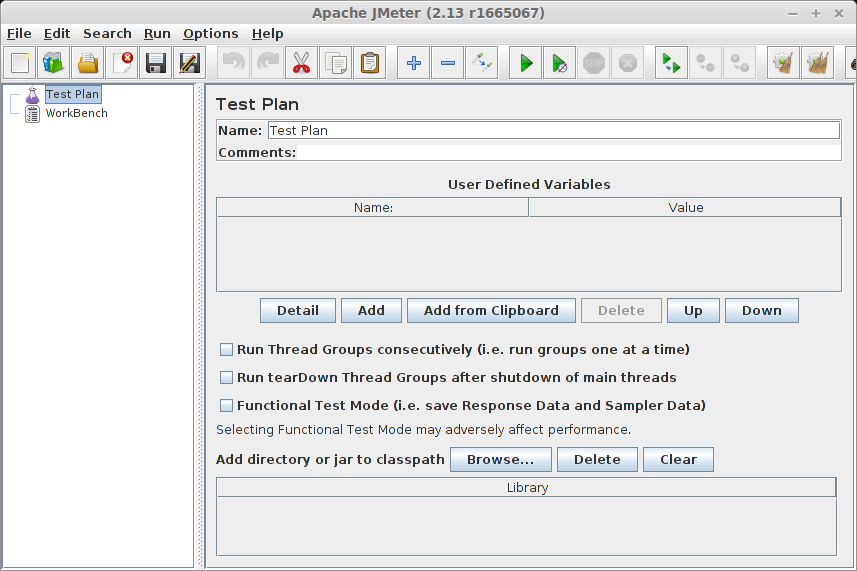 Apache JMeter (2.13 r1665067)
File Edit Search Run Options Help
STOP
Test Plan
WorkBench
Test Plan
Name: Test Plan
Comments:
User Defined Variables
Name: Value
Detail Add Add from Clipboard Delete Up Down
Run Thread Groups consecutively (i.e. run groups one at a time)
Run tearDown Thread Groups after shutdown of main threads
Functional Test Mode (i.e. save Response Data and Sampler Data)
Selecting Functional Test Mode may adversely affect performance.
Add directory or jar to classpath Browse... Delete Clear
Library